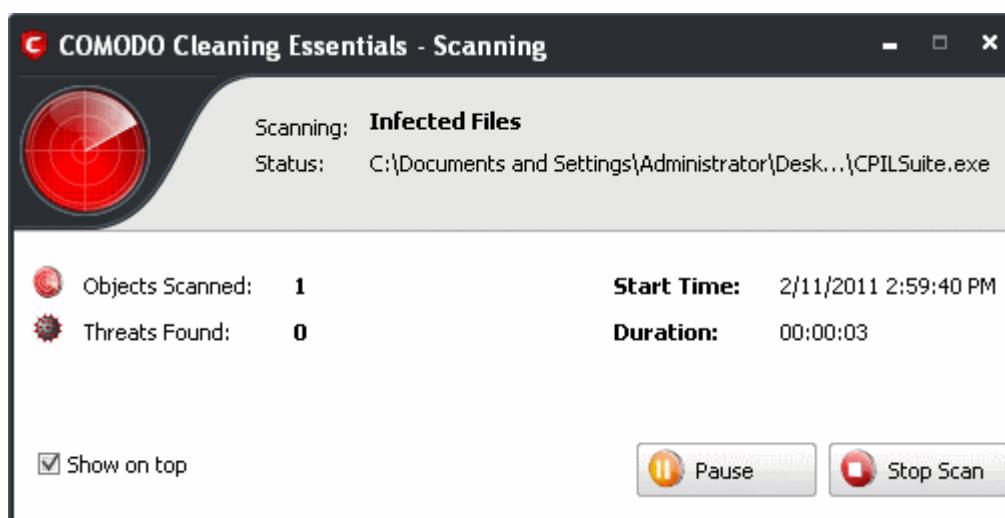 COMODO Cleaning Essentials - Scanning
Scanning: Infected Files
Status: C:\Documents and Settings\Administrator\Desk...\CPILSuite.exe
Objects Scanned: 1 Start Time: 2/11/2011 2:59:40 PM
Threats Found: 0 Duration: 00:00:03
Show on top Pause Stop Scan